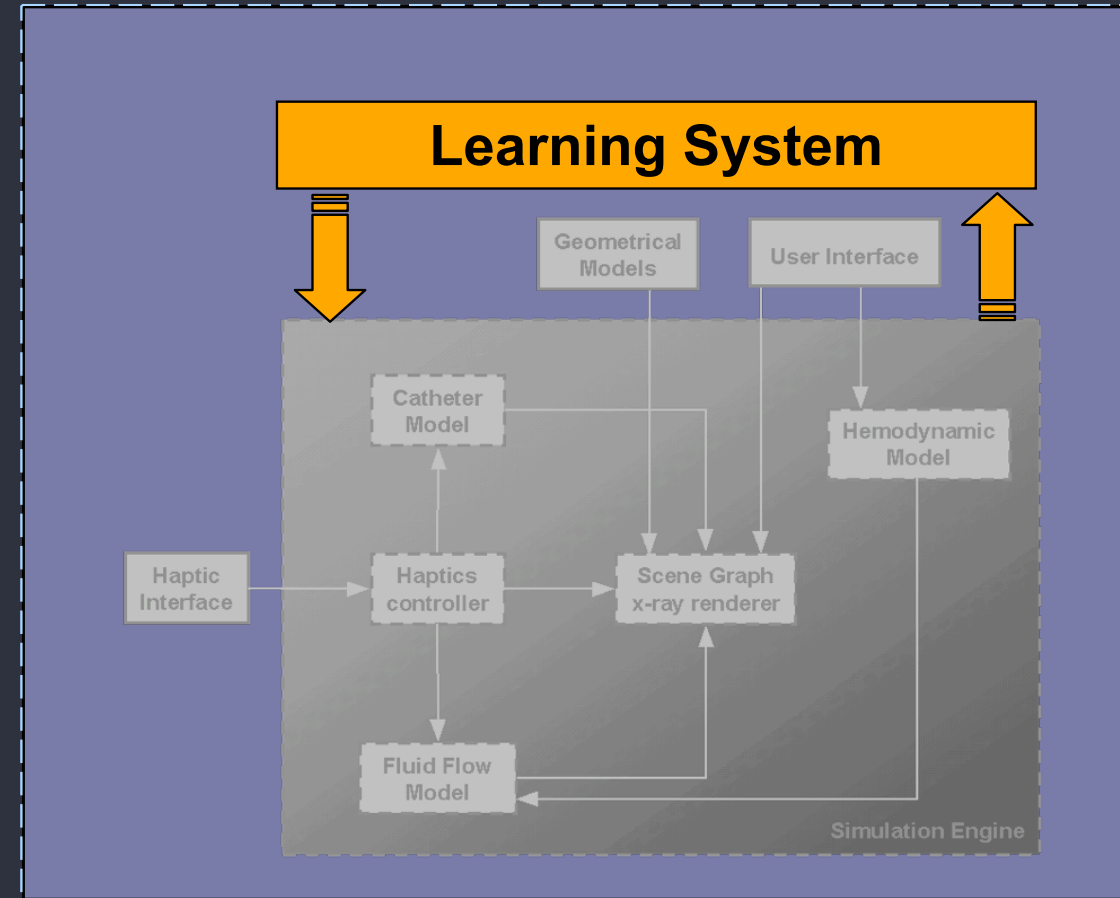 Learning System
Geometrical
Models
User Interface
Catheter
Model
Hemodynamic
Model
Haptic
Interface
Haptics
controller
Scene Graph
x-ray renderer
Fluid Flow
Model
Simulation Engine